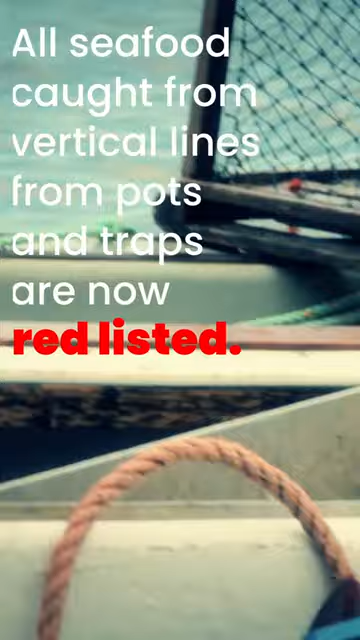 All seafood
caught from
vertical lines
from pots
and traps
are now
red listed.